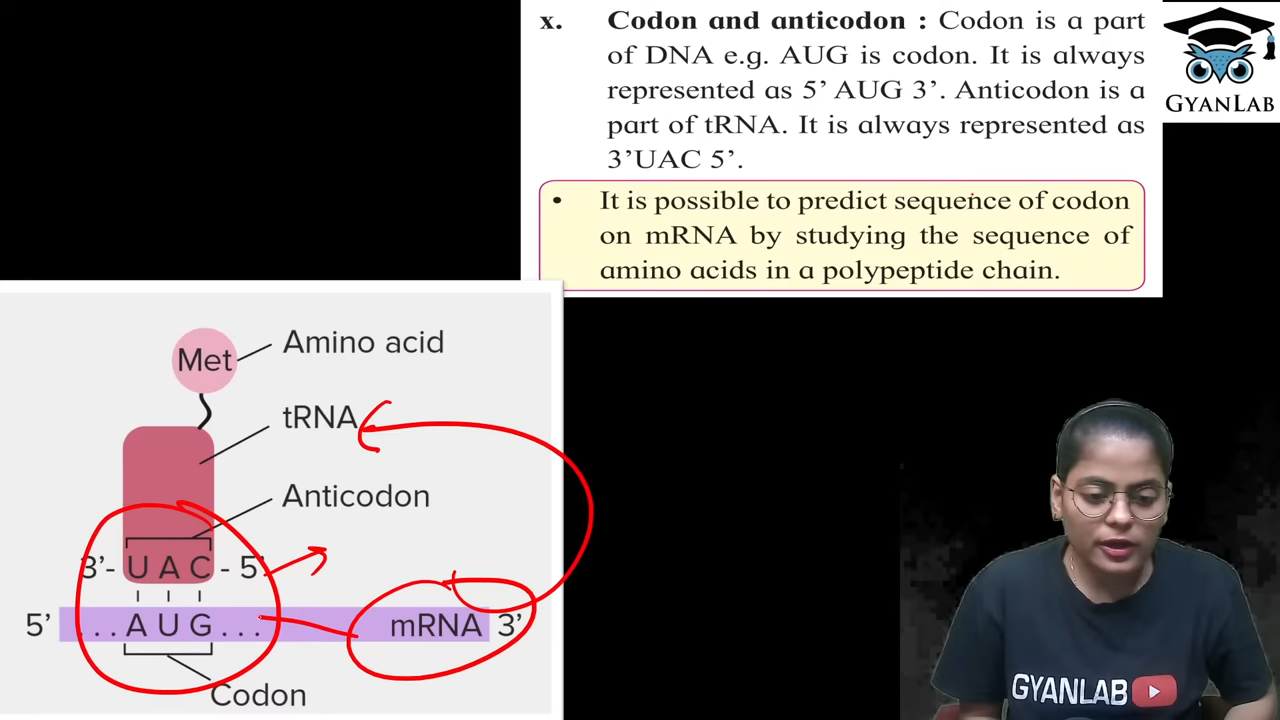 x. Codon and anticodon : Codon is a part
of DNA e.g. AUG is codon. It is always
represented as 5’ AUG 3’. Anticodon is a
part of tRNA. It is always represented as
3’UAC 5’.
• It is possible to predict sequence of codon
on mRNA by studying the sequence of
amino acids in a polypeptide chain.
GYANLAB
Met
Amino acid
tRNA
Anticodon
3’- U A C - 5’
5’ ...A U G... mRNA 3’
Codon
GYANLAB